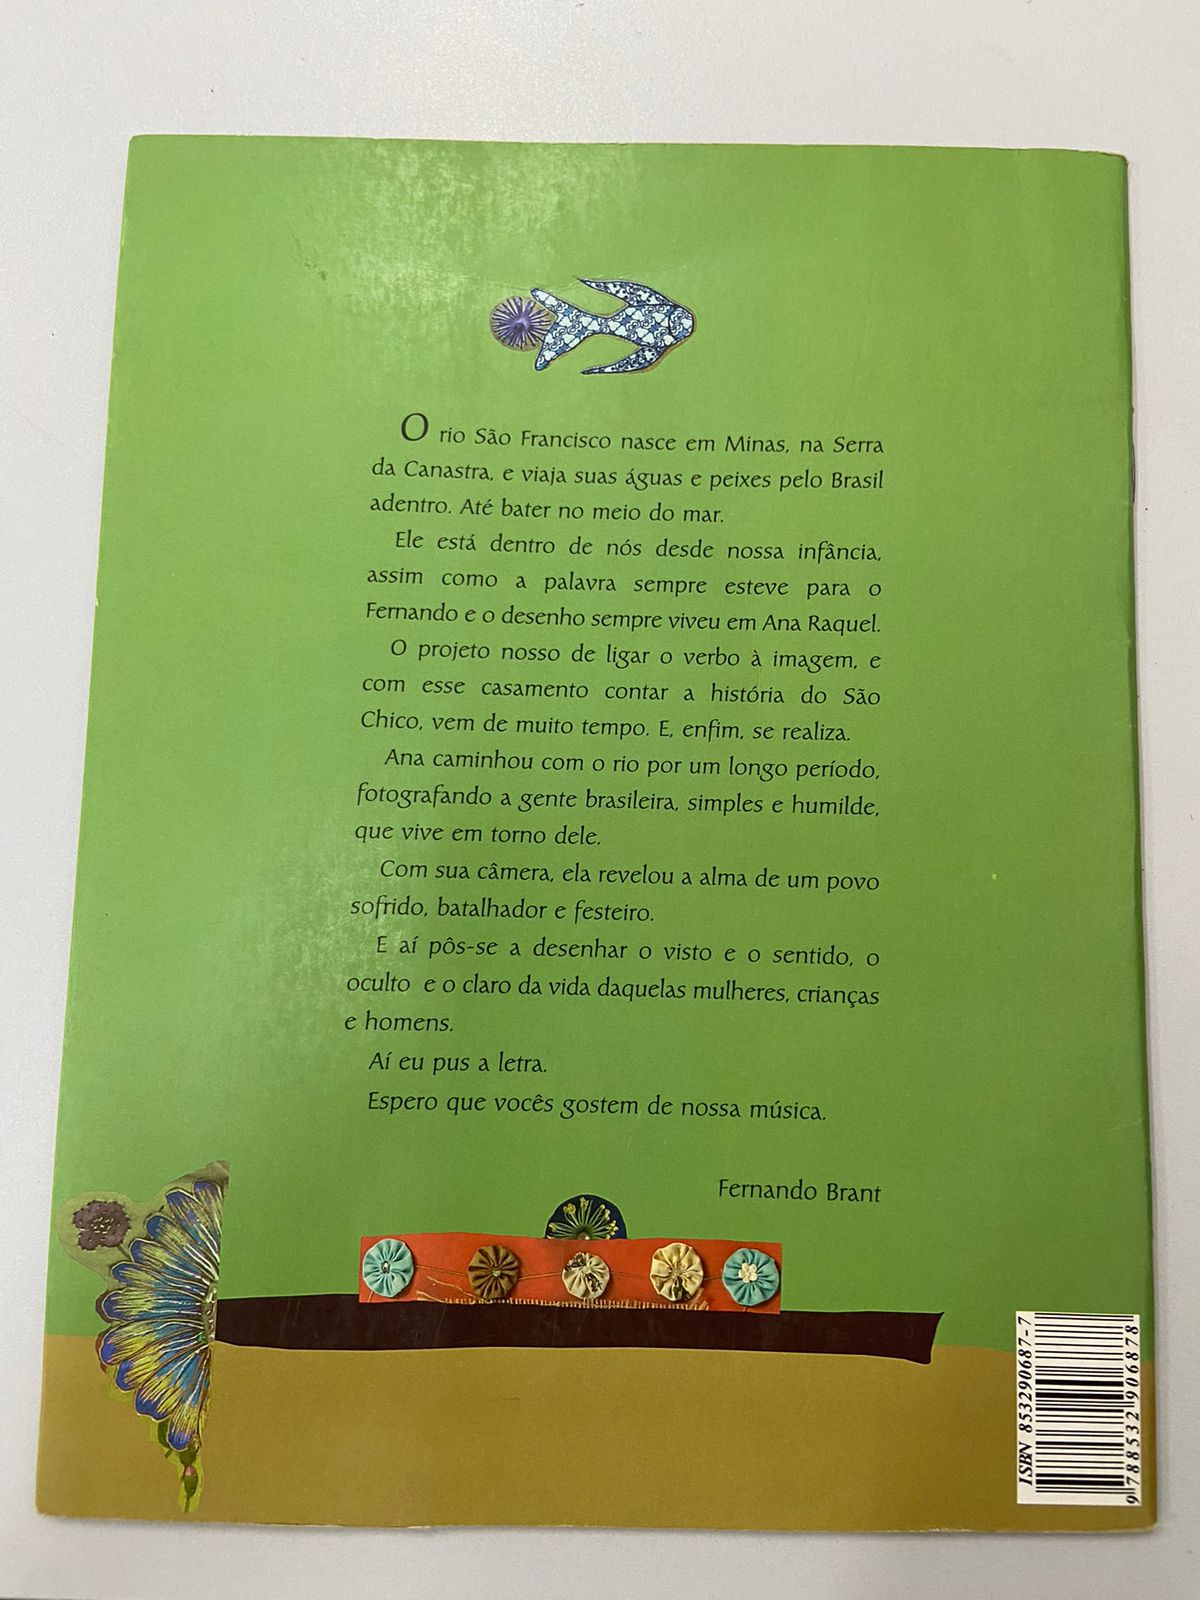 O rio São Francisco nasce em Minas, na Serra
da Canastra, e viaja suas águas e peixes pelo Brasil
adentro. Até bater no meio do mar.
Ele está dentro de nós desde nossa infância,
assim como a palavra sempre esteve para o
Fernando e o desenho sempre viveu em Ana Raquel.
O projeto nosso de ligar o verbo à imagem, e
com esse casamento contar a história do São
Chico, vem de muito tempo. E, enfim, se realiza.
Ana caminhou com o rio por um longo período,
fotografando a gente brasileira, simples e humilde,
que vive em torno dele.
Com sua câmera, ela revelou a alma de um povo
sofrido, batalhador e festeiro.
E aí pôs-se a desenhar o visto e o sentido, o
oculto e o claro da vida daquelas mulheres, crianças
e homens.
Aí eu pus a letra.
Espero que vocês gostem de nossa música.
Fernando Brant
ISBN 853290687-7
9 788532 906878